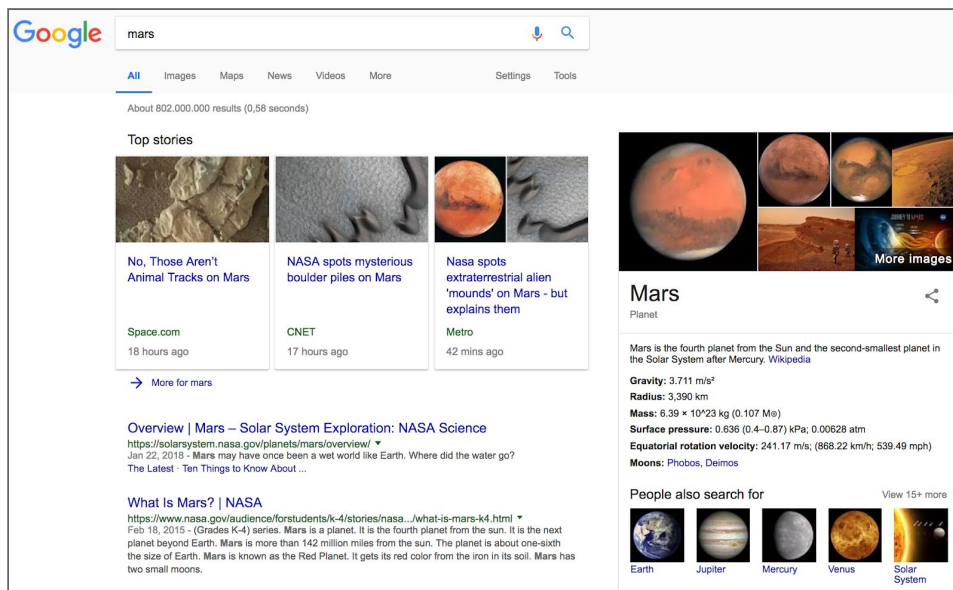 Google
mars
All Images Maps News Videos More Settings Tools
About 802.000.000 results (0,58 seconds)
Top stories
No, Those Aren't
Animal Tracks on Mars
Space.com
18 hours ago
NASA spots mysterious
boulder piles on Mars
CNET
17 hours ago
Nasa spots
extraterrestrial alien
'mounds' on Mars - but
explains them
Metro
42 mins ago
More for mars
Overview | Mars – Solar System Exploration: NASA Science
https://solarsystem.nasa.gov/planets/mars/overview/
Jan 22, 2018 - Mars may have once been a wet world like Earth. Where did the water go?
The Latest · Ten Things to Know About ...
What Is Mars? | NASA
https://www.nasa.gov/audience/forstudents/k-4/stories/nasa.../what-is-mars-k4.html
Feb 18, 2015 - (Grades K-4) series. Mars is a planet. It is the fourth planet from the sun. It is the next
planet beyond Earth. Mars is more than 142 million miles from the sun. The planet is about one-sixth
the size of Earth. Mars is known as the Red Planet. It gets its red color from the iron in its soil. Mars has
two small moons.
JOURNEY TO MARS
More images
Mars
Planet
Mars is the fourth planet from the Sun and the second-smallest planet in
the Solar System after Mercury. Wikipedia
Gravity: 3.711 m/s²
Radius: 3,390 km
Mass: 6.39 × 10^23 kg (0.107 M⊕)
Surface pressure: 0.636 (0.4–0.87) kPa; 0.00628 atm
Equatorial rotation velocity: 241.17 m/s; (868.22 km/h; 539.49 mph)
Moons: Phobos, Deimos
People also search for View 15+ more
Earth Jupiter Mercury Venus Solar
System